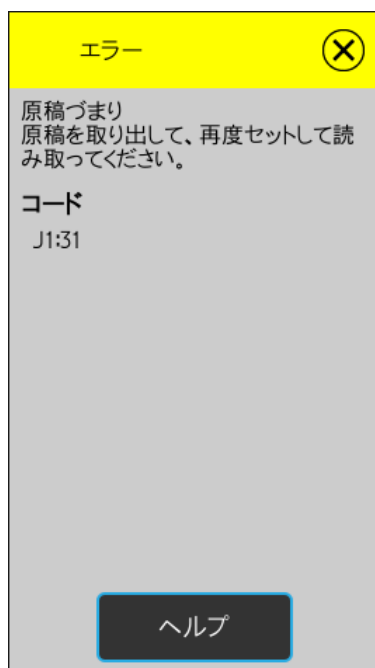 エラー
原稿づまり
原稿を取り出して、再度セットして読
み取ってください。
コード
J1:31
ヘルプ